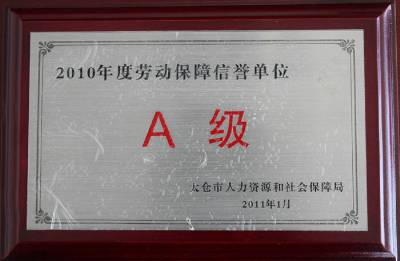 2010年度劳动保障信誉单位
A 级
太仓市人力资源和社会保障局
2011年1月